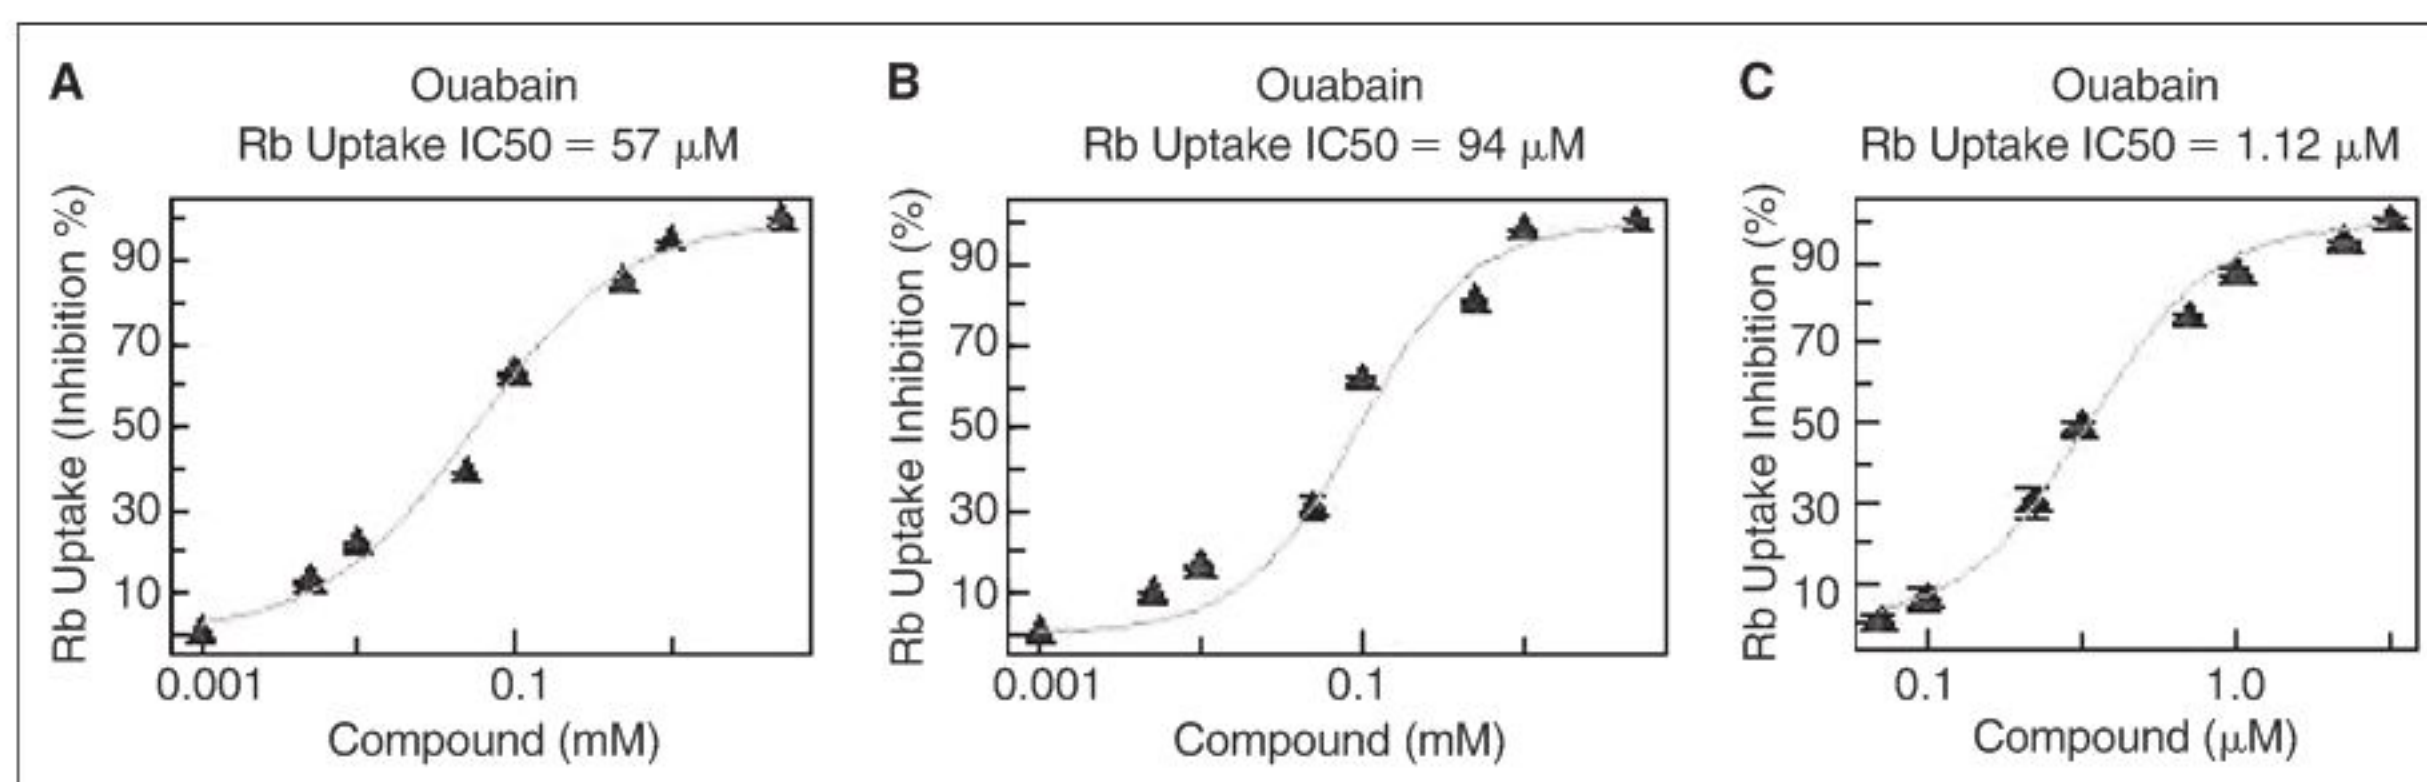 A
Ouabain
Rb Uptake IC50 = 57 μM
Rb Uptake (Inhibition %)
90
70
50
30
10
0.001
0.1
Compound (mM)
B
Ouabain
Rb Uptake IC50 = 94 μM
Rb Uptake Inhibition (%)
90
70
50
30
10
0.001
0.1
Compound (mM)
C
Ouabain
Rb Uptake IC50 = 1.12 μM
Rb Uptake Inhibition (%)
90
70
50
30
10
0.1
1.0
Compound (μM)